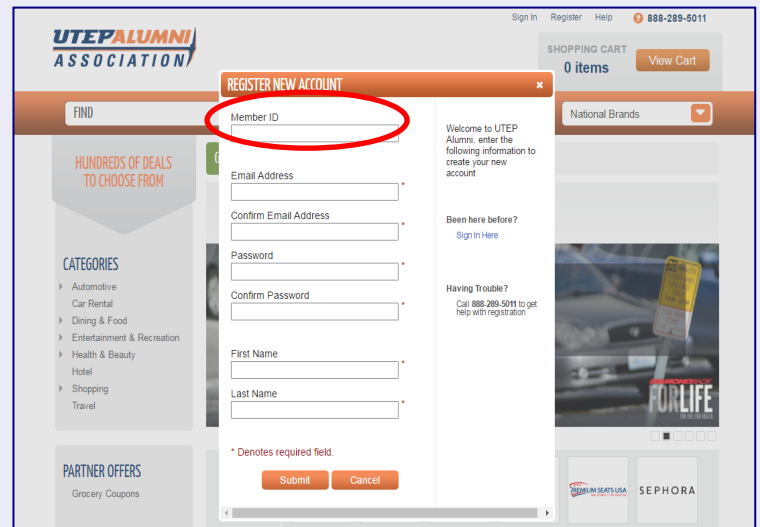 Sign In Register Help ? 888-289-5011
UTEPALUMNI
ASSOCIATION
SHOPPING CART
0 items
View Cart
REGISTER NEW ACCOUNT ×
FIND
National Brands
Member ID
Welcome to UTEP
Alumni, enter the
following information to
create your new
account
HUNDREDS OF DEALS
TO CHOOSE FROM
G
Email Address
*
Confirm Email Address
*
Been here before?
Sign In Here
Password
*
Confirm Password
*
Having Trouble?
Call 888-289-5011 to get
help with registration
CATEGORIES
Automotive
Car Rental
Dining & Food
Entertainment & Recreation
Health & Beauty
Hotel
Shopping
Travel
First Name
*
Last Name
*
DIAMONDBACK
FORLIFE
* Denotes required field.
Submit Cancel
PARTNER OFFERS
Grocery Coupons
PREMIUM SEATS USA
SEPHORA